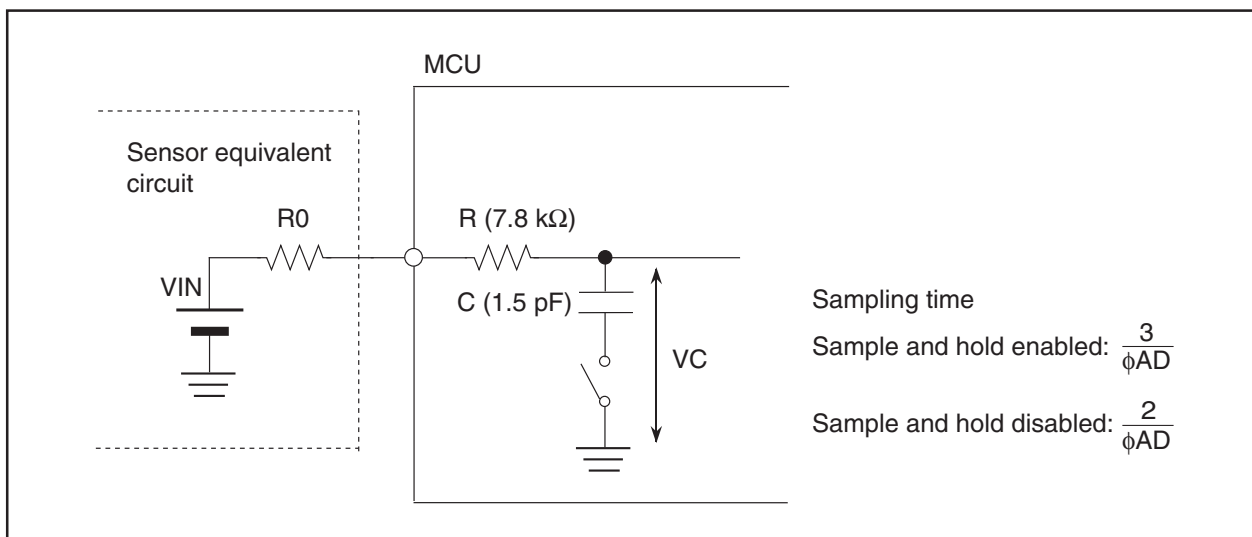 MCU
Sensor equivalent
circuit
R0
R (7.8 kΩ)
VIN
C (1.5 pF)
VC
Sampling time
Sample and hold enabled: 3
ϕAD
Sample and hold disabled: 2
ϕAD